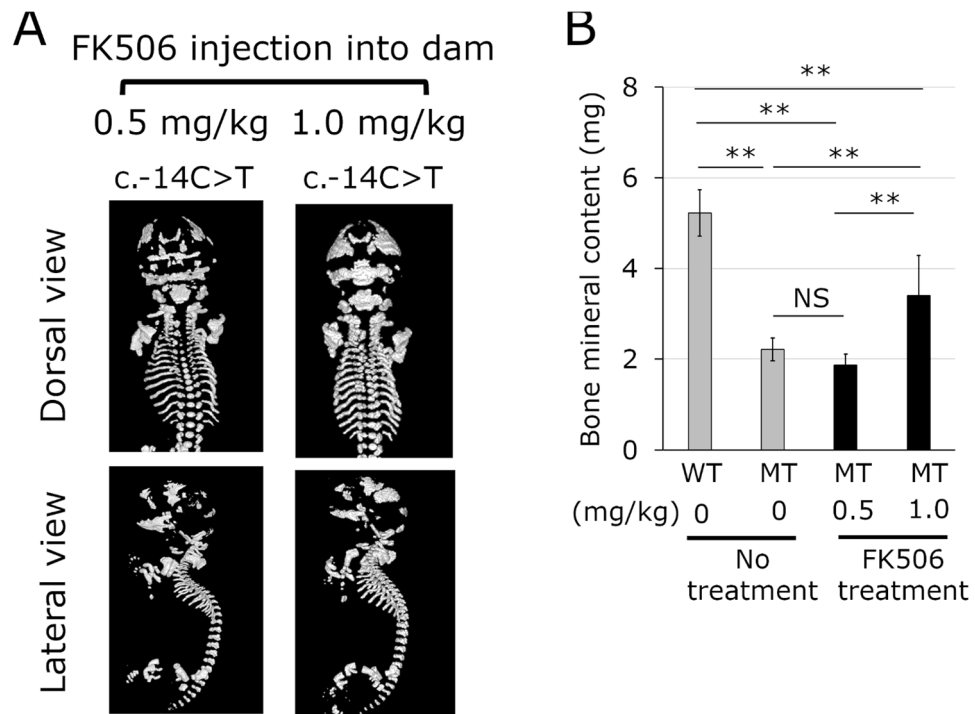 A
FK506 injection into dam
0.5 mg/kg 1.0 mg/kg
c.-14C>T c.-14C>T
Dorsal view
Lateral view
B
Bone mineral content (mg)
8
6
4
2
0
**
**
** **
**
NS
WT MT MT MT
(mg/kg) 0 0 0.5 1.0
No treatment
FK506 treatment